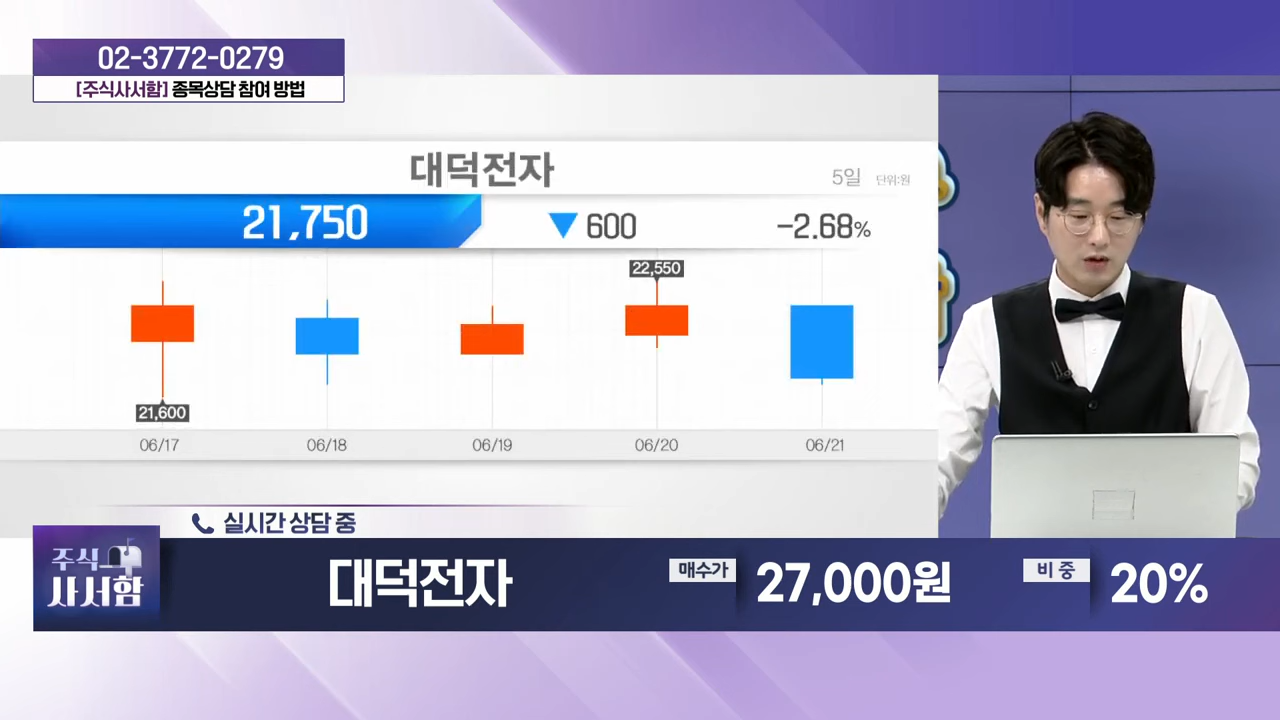 02-3772-0279
[주식사서함] 종목상담 참여 방법
대덕전자
5일 단위:원
21,750 ▼ 600 -2.68%
22,550
21,600
06/17 06/18 06/19 06/20 06/21
실시간 상담 중
주식
사서함
대덕전자 매수가 27,000원 비중 20%